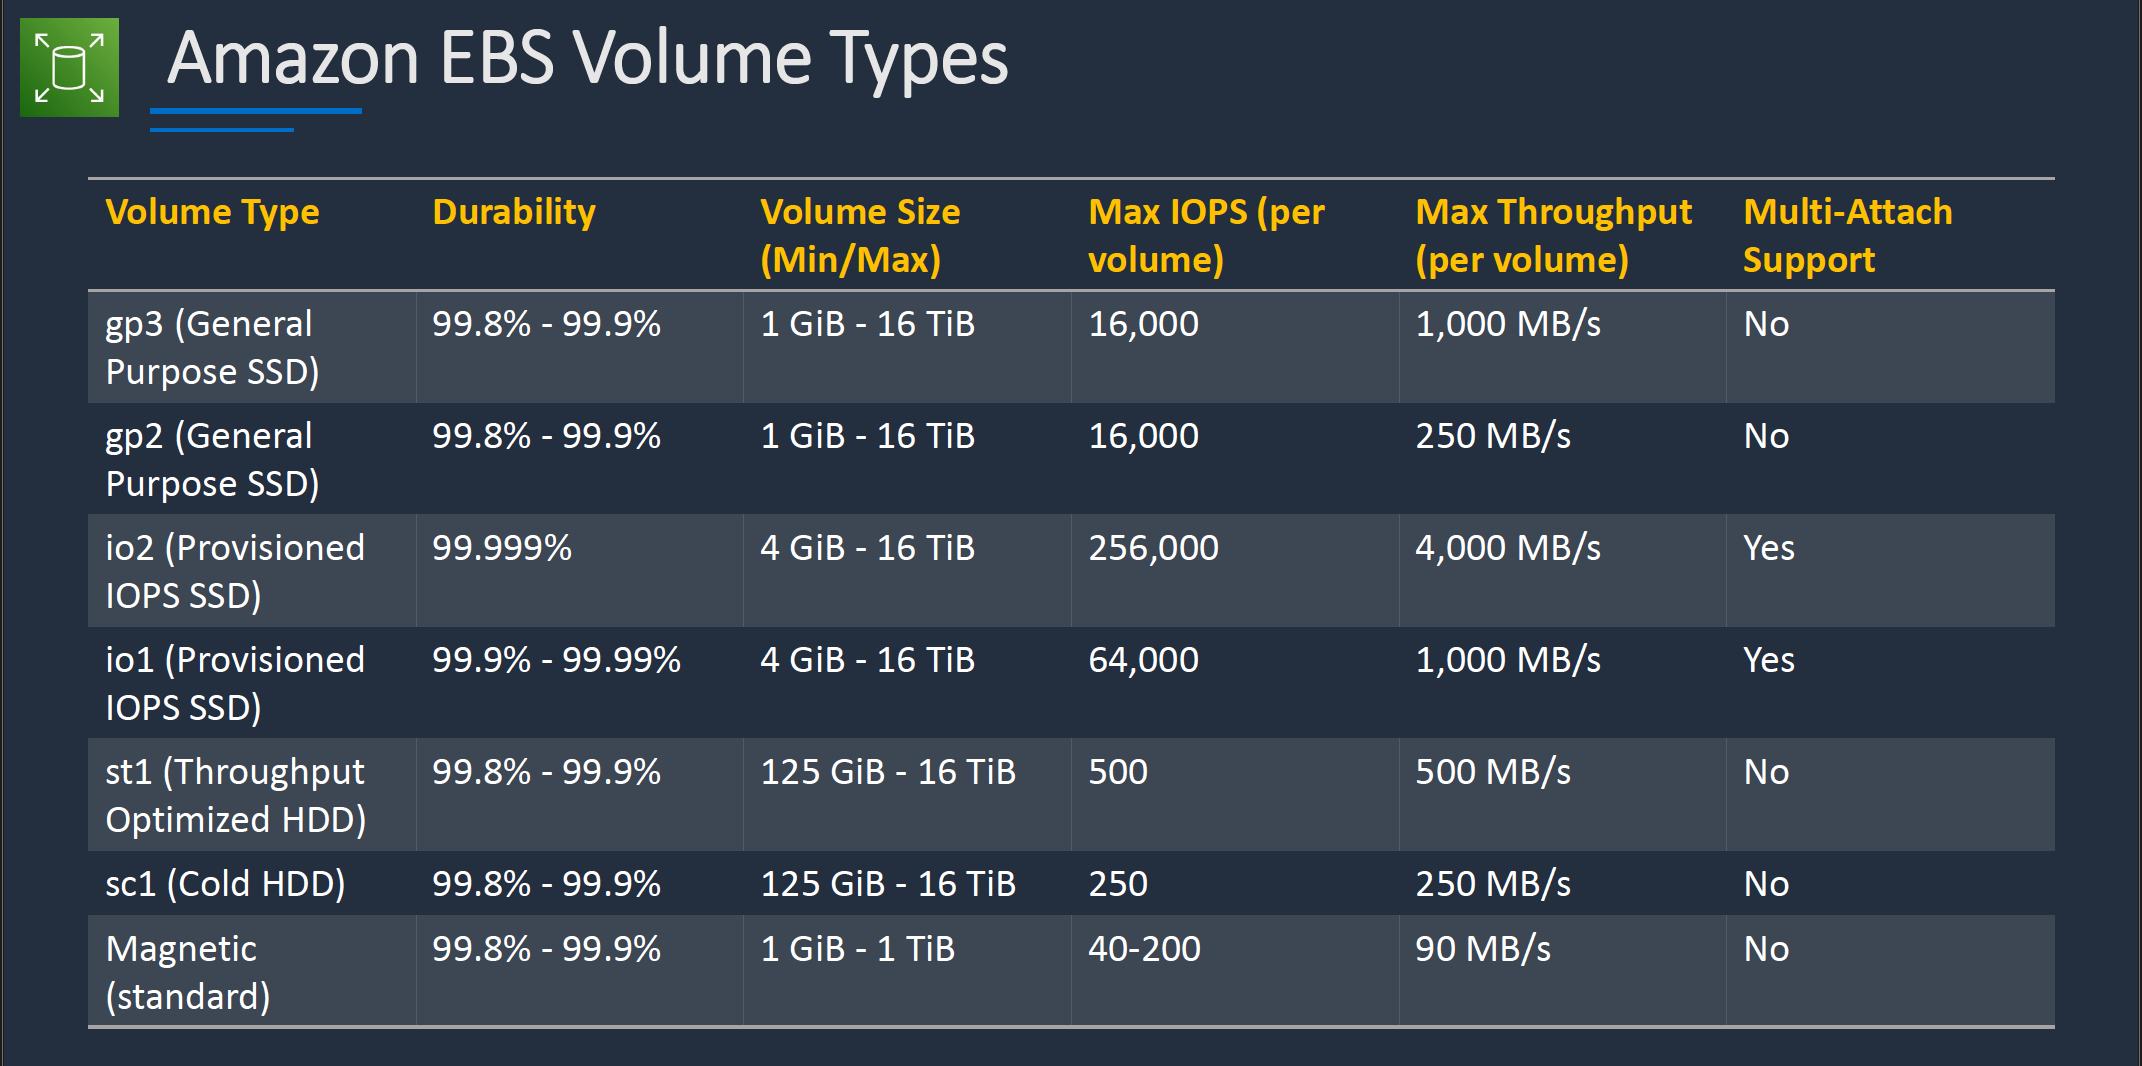 Amazon EBS Volume Types
Volume Type Durability Volume Size Max IOPS (per Max Throughput Multi-Attach
(Min/Max) volume) (per volume) Support
gp3 (General 99.8% - 99.9% 1 GiB - 16 TiB 16,000 1,000 MB/s No
Purpose SSD)
gp2 (General 99.8% - 99.9% 1 GiB - 16 TiB 16,000 250 MB/s No
Purpose SSD)
io2 (Provisioned 99.999% 4 GiB - 16 TiB 256,000 4,000 MB/s Yes
IOPS SSD)
io1 (Provisioned 99.9% - 99.99% 4 GiB - 16 TiB 64,000 1,000 MB/s Yes
IOPS SSD)
st1 (Throughput 99.8% - 99.9% 125 GiB - 16 TiB 500 500 MB/s No
Optimized HDD)
sc1 (Cold HDD) 99.8% - 99.9% 125 GiB - 16 TiB 250 250 MB/s No
Magnetic 99.8% - 99.9% 1 GiB - 1 TiB 40-200 90 MB/s No
(standard)